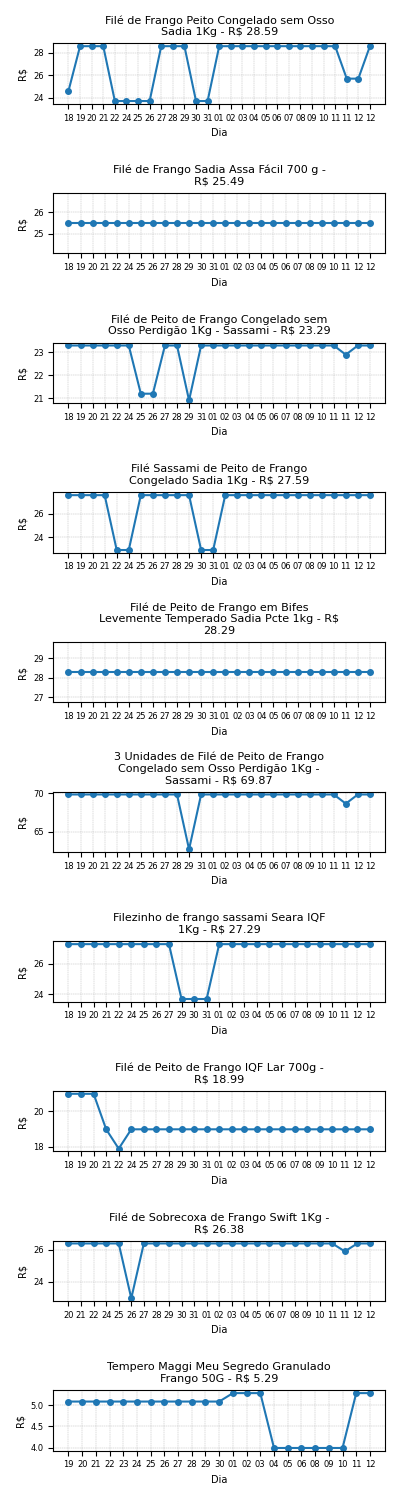 Filé de Frango Peito Congelado sem Osso
Sadia 1Kg - R$ 28.59
28
26
24
R$
18 19 20 21 22 24 25 26 27 28 29 30 31 01 02 03 04 05 06 07 08 09 10 11 12 12
Dia
Filé de Frango Sadia Assa Fácil 700 g -
R$ 25.49
26
25
R$
18 19 20 21 22 24 25 26 27 28 29 30 31 01 02 03 04 05 06 07 08 09 10 11 12 12
Dia
Filé de Peito de Frango Congelado sem
Osso Perdigão 1Kg - Sassami - R$ 23.29
23
22
21
R$
18 19 20 21 22 24 25 26 27 28 29 30 31 01 02 03 04 05 06 07 08 09 10 11 12 12
Dia
Filé Sassami de Peito de Frango
Congelado Sadia 1Kg - R$ 27.59
26
24
R$
18 19 20 21 22 24 25 26 27 28 29 30 31 01 02 03 04 05 06 07 08 09 10 11 12 12
Dia
Filé de Peito de Frango em Bifes
Levemente Temperado Sadia Pcte 1kg - R$
28.29
29
28
27
R$
18 19 20 21 22 24 25 26 27 28 29 30 31 01 02 03 04 05 06 07 08 09 10 11 12 12
Dia
3 Unidades de Filé de Peito de Frango
Congelado sem Osso Perdigão 1Kg -
Sassami - R$ 69.87
70
65
R$
18 19 20 21 22 24 25 26 27 28 29 30 31 01 02 03 04 05 06 07 08 09 10 11 12 12
Dia
Filezinho de frango sassami Seara IQF
1Kg - R$ 27.29
26
24
R$
18 19 20 21 22 24 25 26 27 29 30 31 01 02 03 04 05 06 07 08 09 10 11 12 12
Dia
Filé de Peito de Frango IQF Lar 700g -
R$ 18.99
20
18
R$
18 19 20 21 22 24 25 27 28 29 30 31 01 02 03 04 05 06 07 08 09 10 11 12 12
Dia
Filé de Sobrecoxa de Frango Swift 1Kg -
R$ 26.38
26
24
R$
20 21 22 24 25 26 27 28 29 30 31 01 02 03 04 05 06 07 08 09 10 11 12 12
Dia
Tempero Maggi Meu Segredo Granulado
Frango 50G - R$ 5.29
5.0
4.5
4.0
R$
19 20 21 22 23 24 25 26 27 28 29 30 31 01 02 03 04 05 06 08 09 10 11 12
Dia